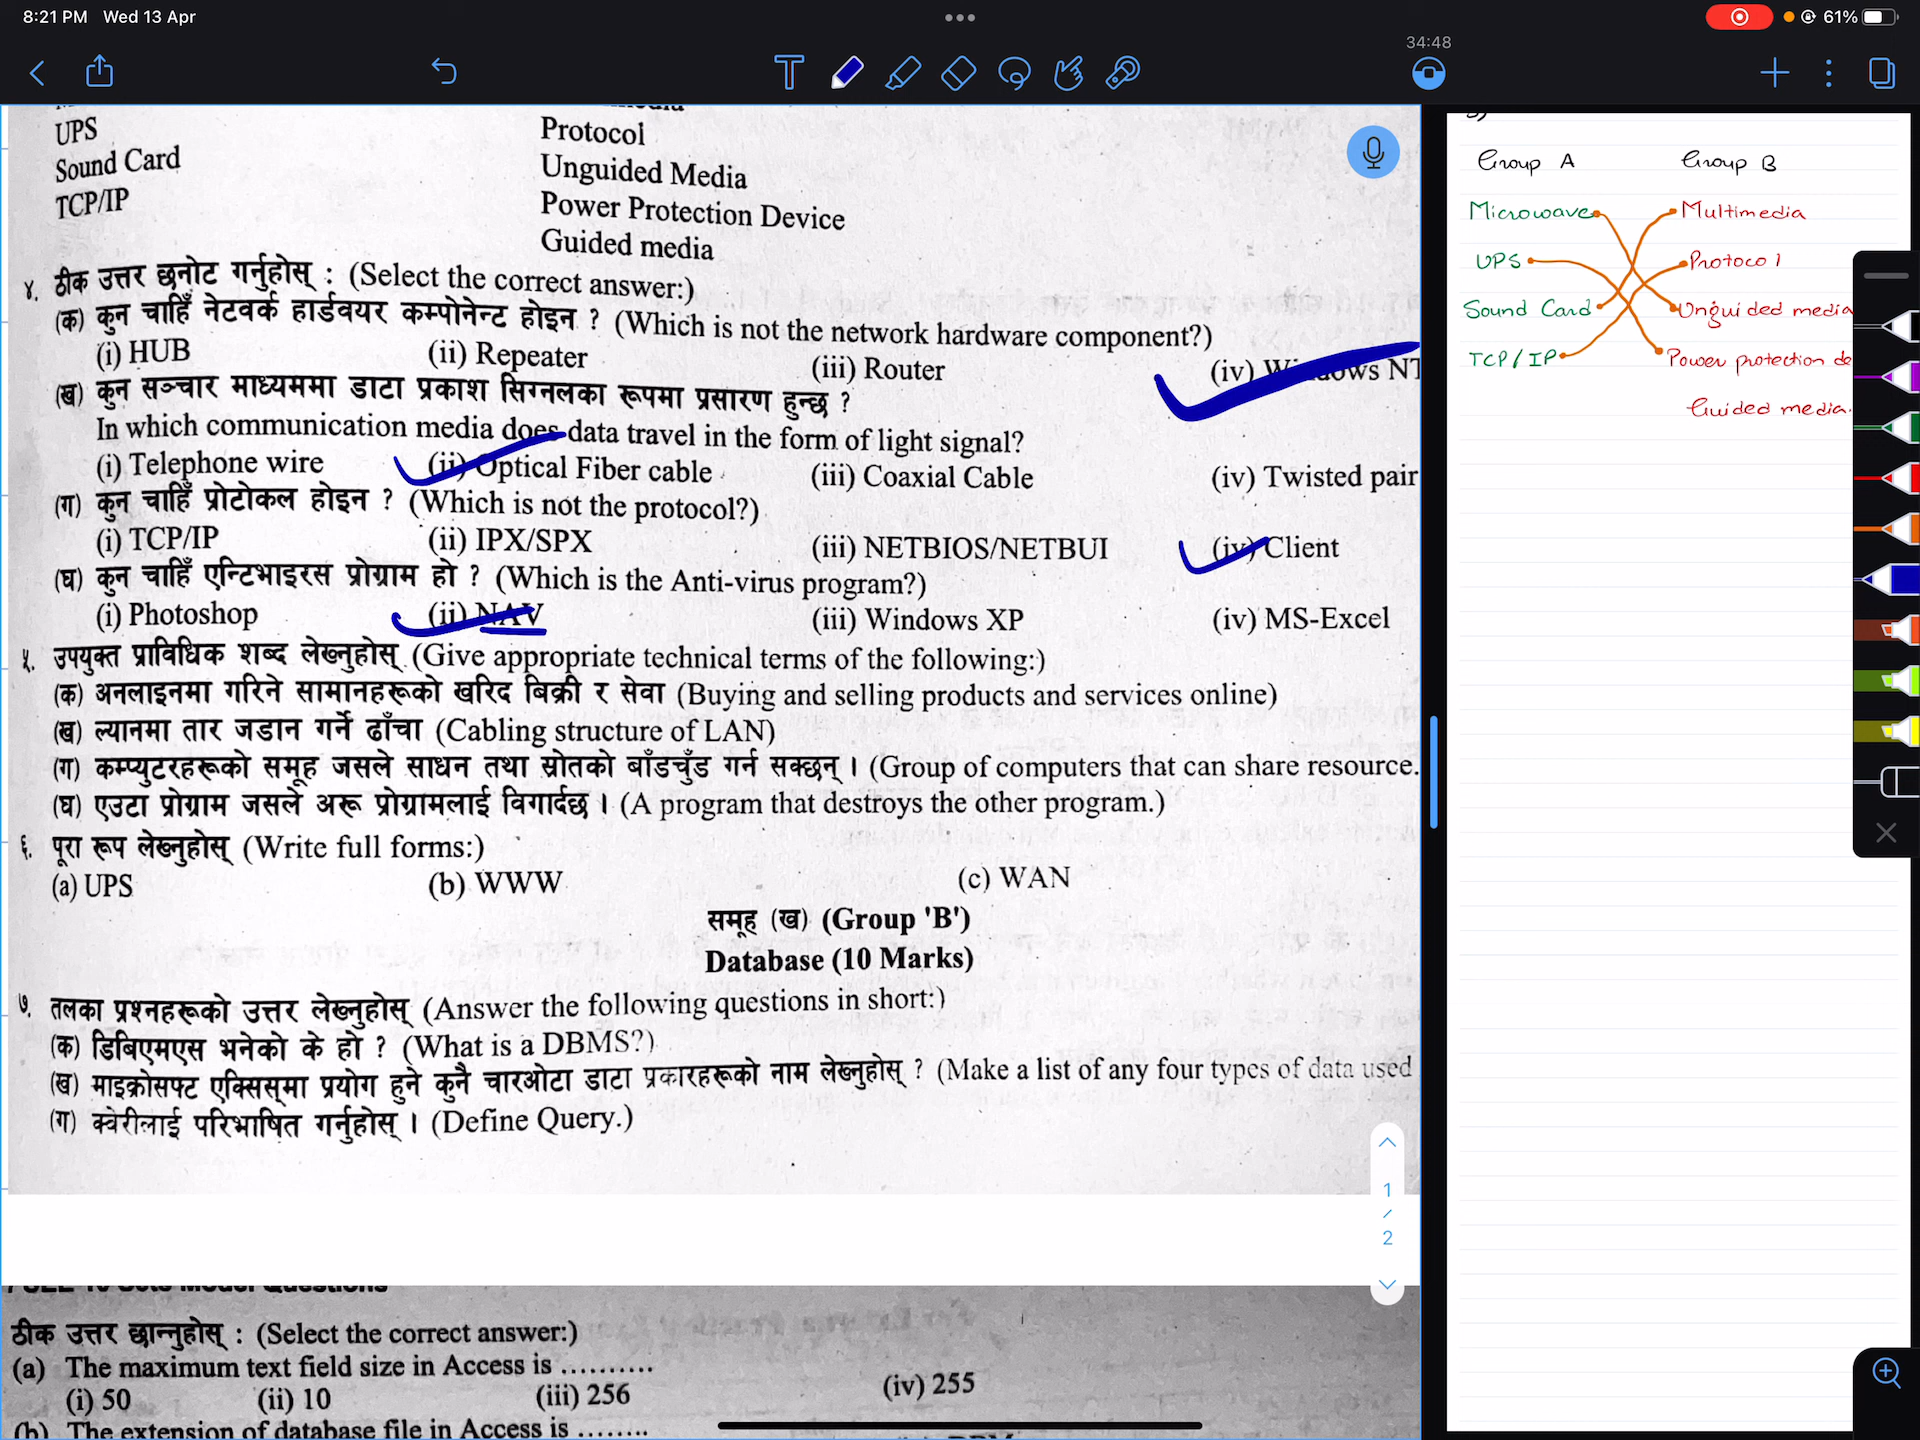 8:21 PM Wed 13 Apr
61%
34:48
UPS
Sound Card
TCP/IP
Protocol
Unguided Media
Power Protection Device
Guided media
४. ठीक उत्तर छनोट गर्नुहोस् : (Select the correct answer:)
(क) कुन चाहिँ नेटवर्क हार्डवयर कम्पोनेन्ट होइन ? (Which is not the network hardware component?)
(i) HUB (ii) Repeater (iii) Router (iv) Windows NT
(ख) कुन सञ्चार माध्यममा डाटा प्रकाश सिग्नलका रूपमा प्रसारण हुन्छ ?
In which communication media does data travel in the form of light signal?
(i) Telephone wire (ii) Optical Fiber cable (iii) Coaxial Cable (iv) Twisted pair
(ग) कुन चाहिँ प्रोटोकल होइन ? (Which is not the protocol?)
(i) TCP/IP (ii) IPX/SPX (iii) NETBIOS/NETBUI (iv) Client
(घ) कुन चाहिँ एन्टिभाइरस प्रोग्राम हो ? (Which is the Anti-virus program?)
(i) Photoshop (ii) NAV (iii) Windows XP (iv) MS-Excel
५. उपयुक्त प्राविधिक शब्द लेख्नुहोस् (Give appropriate technical terms of the following:)
(क) अनलाइनमा गरिने सामानहरूको खरिद बिक्री र सेवा (Buying and selling products and services online)
(ख) ल्यानमा तार जडान गर्ने ढाँचा (Cabling structure of LAN)
(ग) कम्प्युटरहरूको समूह जसले साधन तथा स्रोतको बाँडचुँड गर्न सक्छन् । (Group of computers that can share resource.
(घ) एउटा प्रोग्राम जसले अरू प्रोग्रामलाई विगार्दछ । (A program that destroys the other program.)
६. पूरा रूप लेख्नुहोस् (Write full forms:)
(a) UPS (b) WWW (c) WAN
समूह (ख) (Group 'B')
Database (10 Marks)
७. तलका प्रश्नहरूको उत्तर लेख्नुहोस् (Answer the following questions in short:)
(क) डिबिएमएस भनेको के हो ? (What is a DBMS?)
(ख) माइक्रोसफ्ट एक्सिस्‌मा प्रयोग हुने कुनै चारओटा डाटा प्रकारहरूको नाम लेख्नुहोस् ? (Make a list of any four types of data used
(ग) क्वेरीलाई परिभाषित गर्नुहोस् । (Define Query.)
1
/
2
ठीक उत्तर छान्नुहोस् : (Select the correct answer:)
(a) The maximum text field size in Access is ..........
(i) 50 (ii) 10 (iii) 256 (iv) 255
(b) The extension of database file in Access is ........
Group A Group B
Microwave Multimedia
UPS Protocol
Sound Card Unguided media
TCP/IP Power protection de
Guided media.